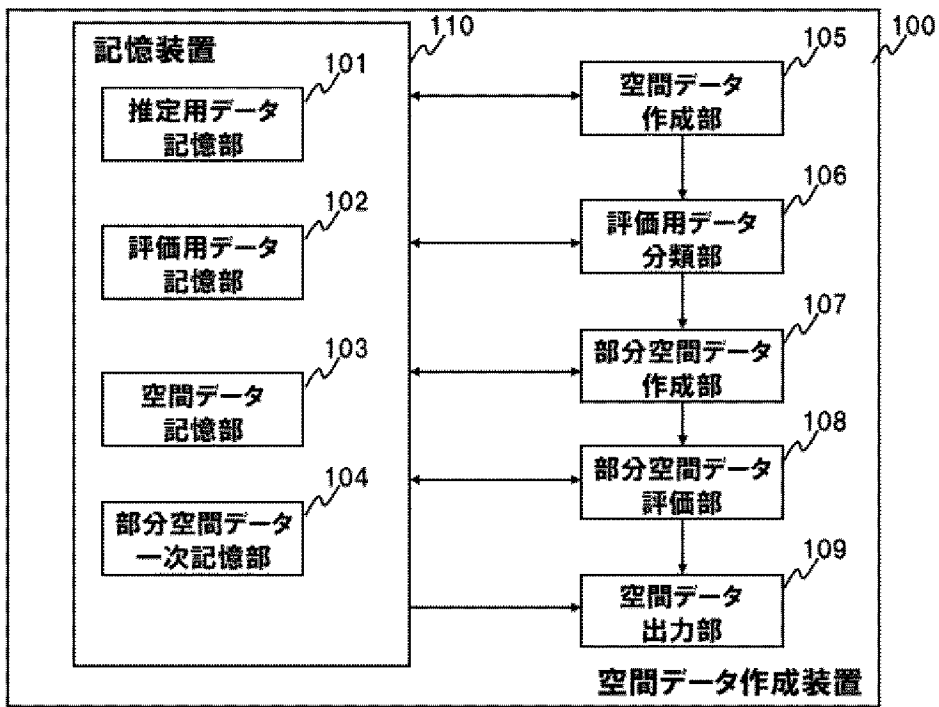 100
110
記憶装置
101
推定用データ
記憶部
102
評価用データ
記憶部
103
空間データ
記憶部
104
部分空間データ
一次記憶部
105
空間データ
作成部
106
評価用データ
分類部
107
部分空間データ
作成部
108
部分空間データ
評価部
109
空間データ
出力部
空間データ作成装置